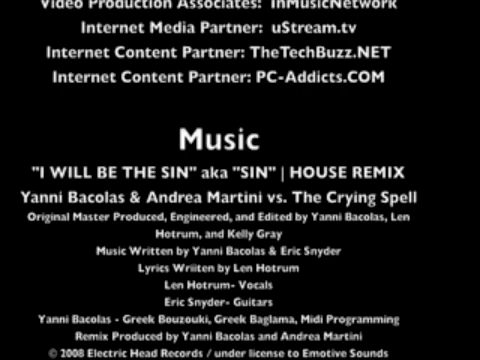 Video Production Associates: InMusicNetwork
Internet Media Partner: uStream.tv
Internet Content Partner: TheTechBuzz.NET
Internet Content Partner: PC-Addicts.COM
Music
"I WILL BE THE SIN" aka "SIN" | HOUSE REMIX
Yanni Bacolas & Andrea Martini vs. The Crying Spell
Original Master Produced, Engineered, and Edited by Yanni Bacolas, Len
Hotrum, and Kelly Gray
Music Written by Yanni Bacolas & Eric Snyder
Lyrics Wriiten by Len Hotrum
Len Hotrum- Vocals
Eric Snyder- Guitars
Yanni Bacolas - Greek Bouzouki, Greek Baglama, Midi Programming
Remix Produced by Yanni Bacolas and Andrea Martini
© 2008 Electric Head Records / under license to Emotive Sounds